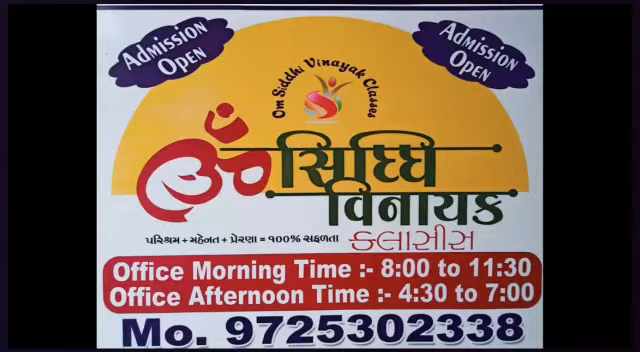 Admission Open
Admission Open
Om Siddhi Vinayak Classes
ૐ સિધ્ધિ
વિનાયક
પરિશ્રમ + મહેનત + પ્રેરણા = ૧૦૦% સફળતા
ક્લાસીસ
Office Morning Time :- 8:00 to 11:30
Office Afternoon Time :- 4:30 to 7:00
Mo. 9725302338